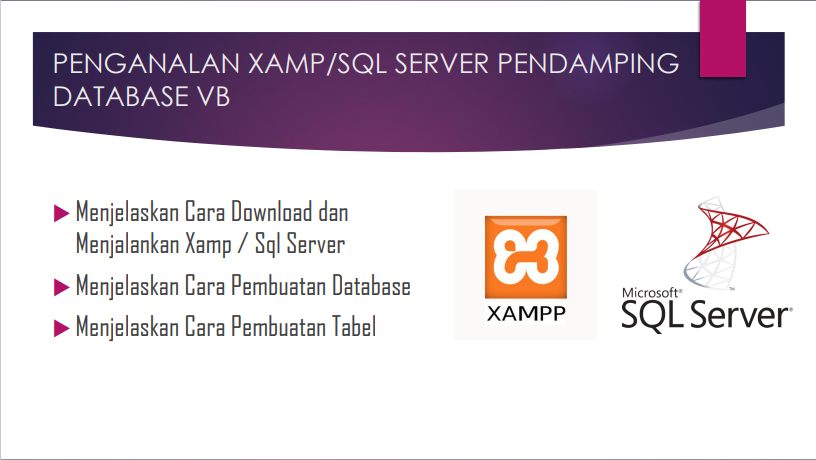 PENGANALAN XAMP/SQL SERVER PENDAMPING
DATABASE VB
Menjelaskan Cara Download dan
Menjalankan Xamp / Sql Server
Menjelaskan Cara Pembuatan Database
Menjelaskan Cara Pembuatan Tabel
XAMPP
Microsoft®
SQL Server®
™